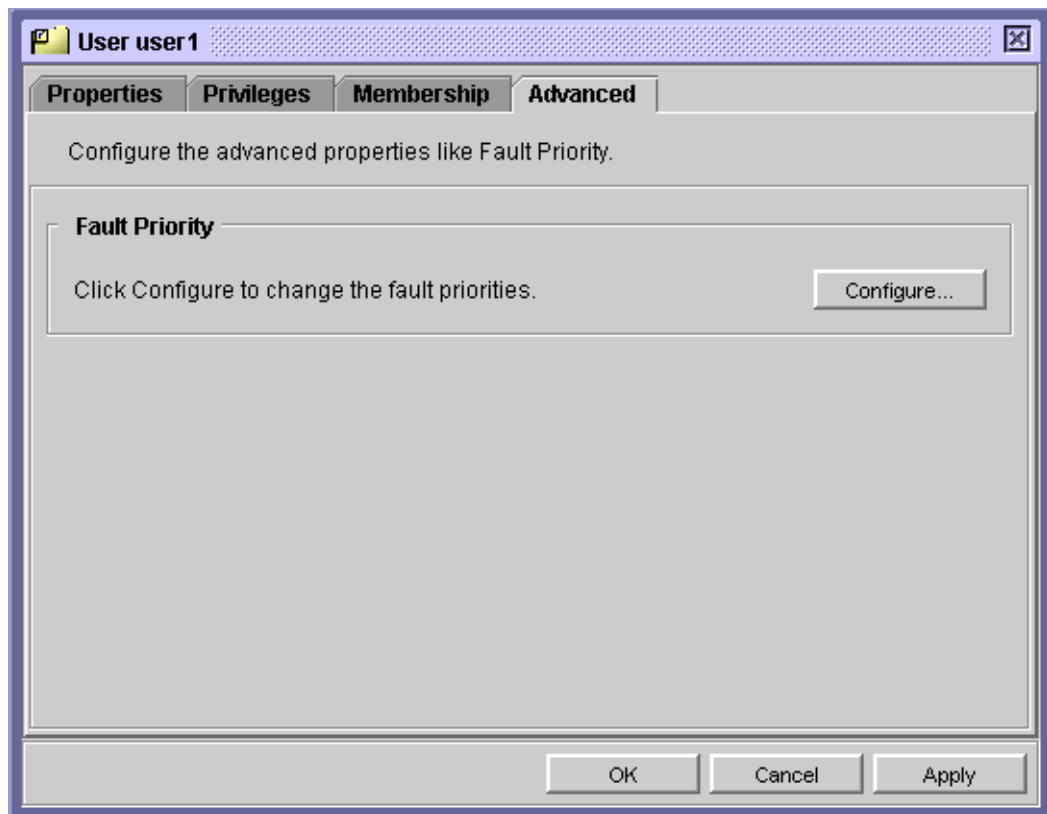 User user1
Properties Privileges Membership Advanced
Configure the advanced properties like Fault Priority.
Fault Priority
Click Configure to change the fault priorities. Configure...
OK Cancel Apply